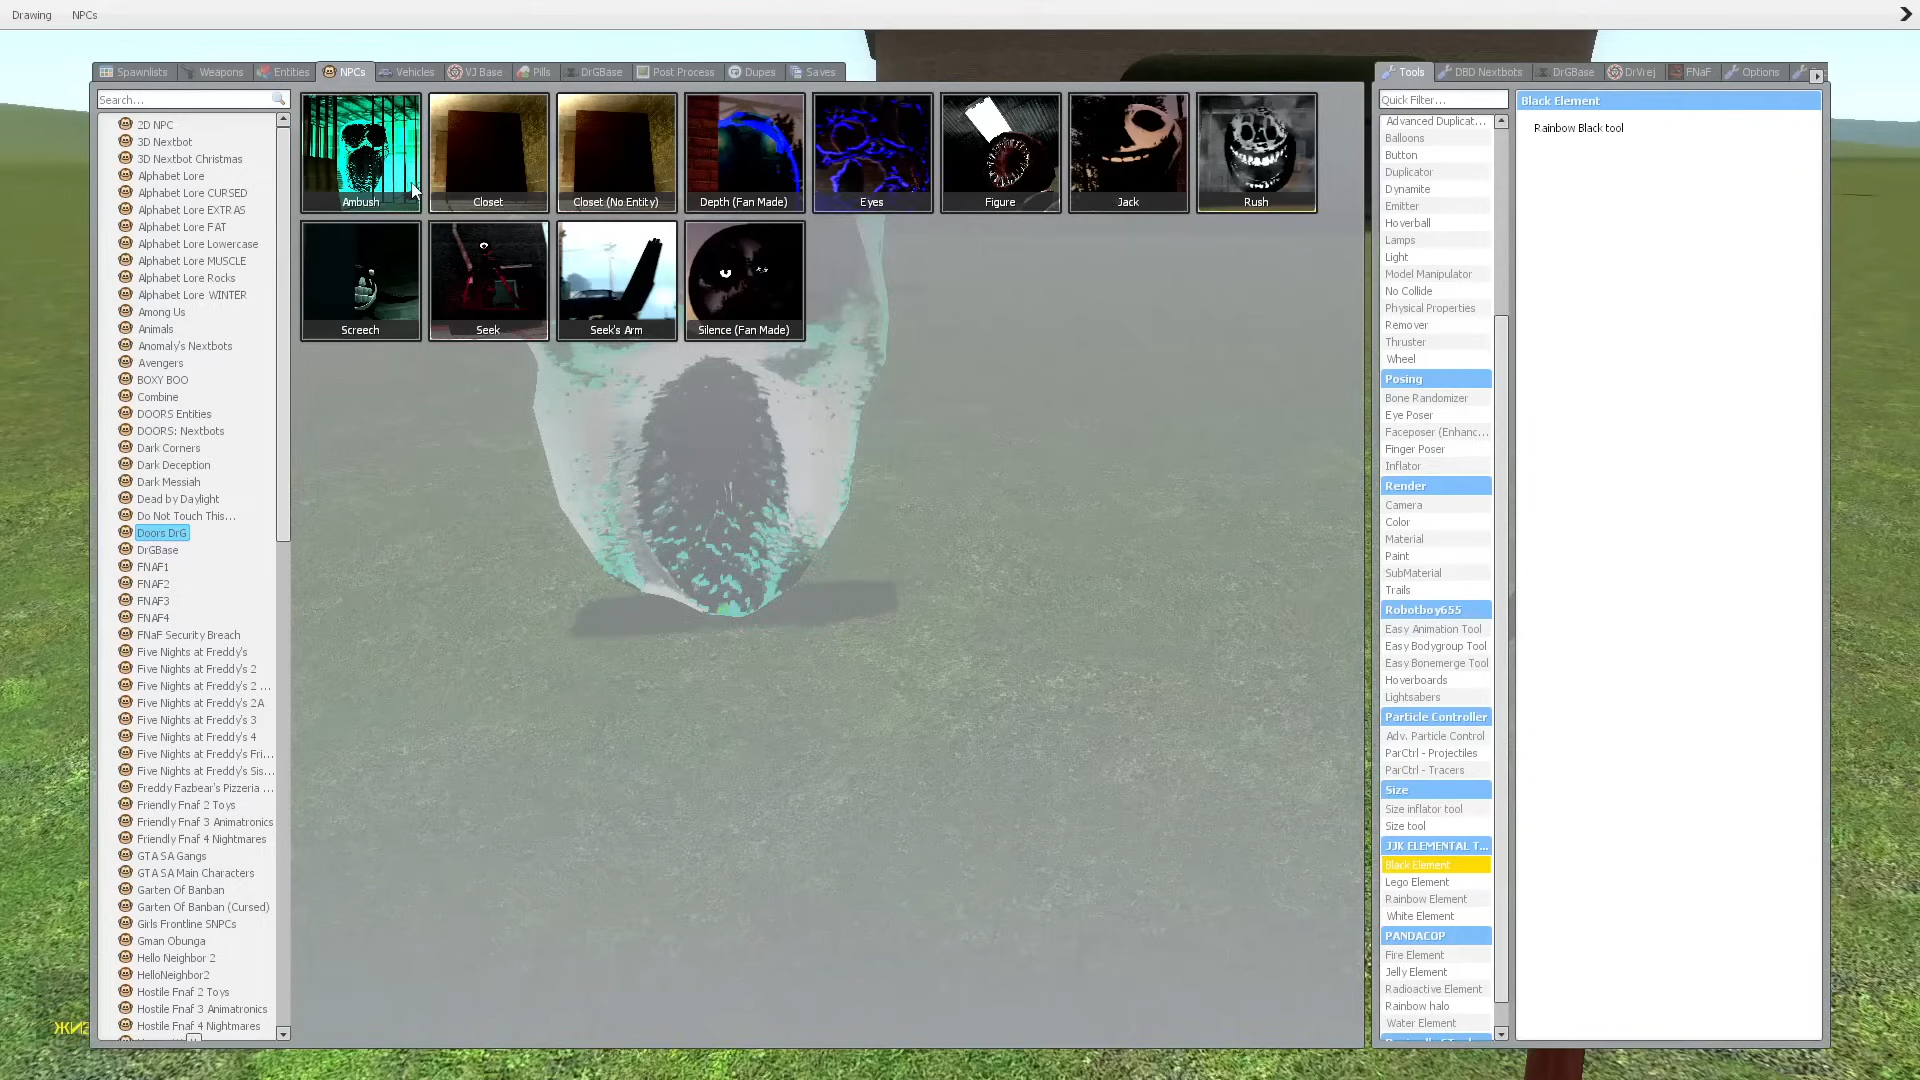 Drawing NPCs
Spawnlists Weapons Entities NPCs Vehicles VJ Base Pills DrGBase Post Process Dupes Saves
Search...
2D NPC
3D Nextbot
3D Nextbot Christmas
Alphabet Lore
Alphabet Lore CURSED
Alphabet Lore EXTRAS
Alphabet Lore FAT
Alphabet Lore Lowercase
Alphabet Lore MUSCLE
Alphabet Lore Rocks
Alphabet Lore WINTER
Among Us
Animals
Anomaly's Nextbots
Avengers
BOXY BOO
Combine
DOORS Entities
DOORS: Nextbots
Dark Corners
Dark Deception
Dark Messiah
Dead by Daylight
Do Not Touch This...
Doors DrG
DrGBase
FNAF1
FNAF2
FNAF3
FNAF4
FNaF Security Breach
Five Nights at Freddy's
Five Nights at Freddy's 2
Five Nights at Freddy's 2 ...
Five Nights at Freddy's 2A
Five Nights at Freddy's 3
Five Nights at Freddy's 4
Five Nights at Freddy's Fri...
Five Nights at Freddy's Sis...
Freddy Fazbear's Pizzeria ...
Friendly Fnaf 2 Toys
Friendly Fnaf 3 Animatronics
Friendly Fnaf 4 Nightmares
GTA SA Gangs
GTA SA Main Characters
Garten Of Banban
Garten Of Banban (Cursed)
Girls Frontline SNPCs
Gman Obunga
Hello Neighbor 2
HelloNeighbor2
Hostile Fnaf 2 Toys
Hostile Fnaf 3 Animatronics
Hostile Fnaf 4 Nightmares
ЖИЗ
Ambush Closet Closet (No Entity) Depth (Fan Made) Eyes Figure Jack Rush
Screech Seek Seek's Arm Silence (Fan Made)
Tools DBD Nextbots DrGBase DrVrej FNaF Options
Quick Filter...
Advanced Duplicat...
Balloons
Button
Duplicator
Dynamite
Emitter
Hoverball
Lamps
Light
Model Manipulator
No Collide
Physical Properties
Remover
Thruster
Wheel
Posing
Bone Randomizer
Eye Poser
Faceposer (Enhanc...
Finger Poser
Inflator
Render
Camera
Color
Material
Paint
SubMaterial
Trails
Robotboy655
Easy Animation Tool
Easy Bodygroup Tool
Easy Bonemerge Tool
Hoverboards
Lightsabers
Particle Controller
Adv. Particle Control
ParCtrl - Projectiles
ParCtrl - Tracers
Size
Size inflator tool
Size tool
JJK ELEMENTAL T...
Black Element
Lego Element
Rainbow Element
White Element
PANDACOP
Fire Element
Jelly Element
Radioactive Element
Rainbow halo
Water Element
Black Element
Rainbow Black tool